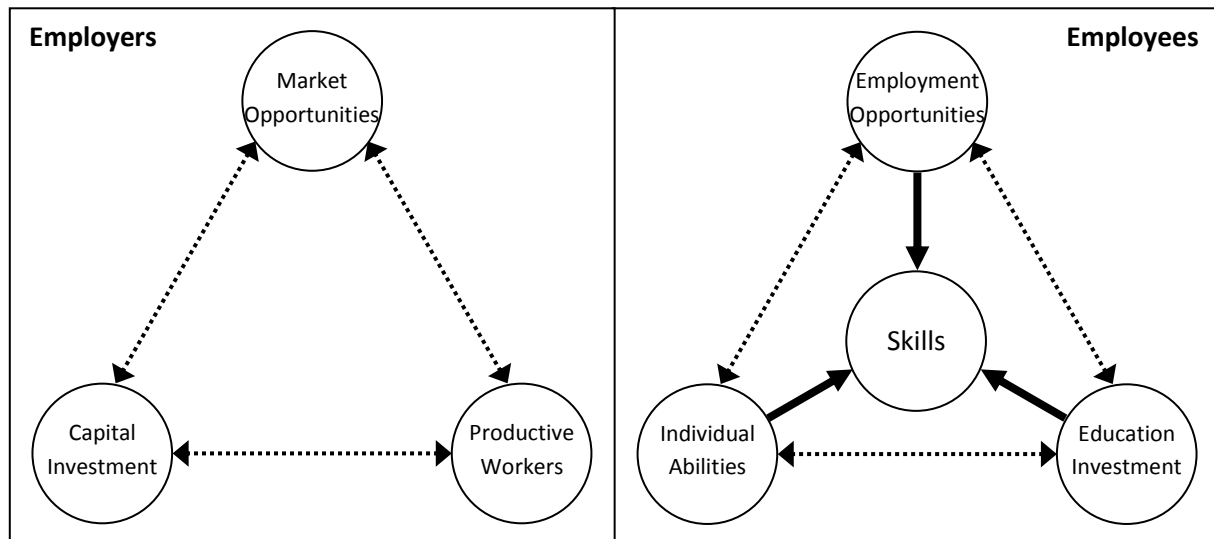 Employers
Market
Opportunities
Capital
Investment
Productive
Workers
Employees
Employment
Opportunities
Skills
Individual
Abilities
Education
Investment